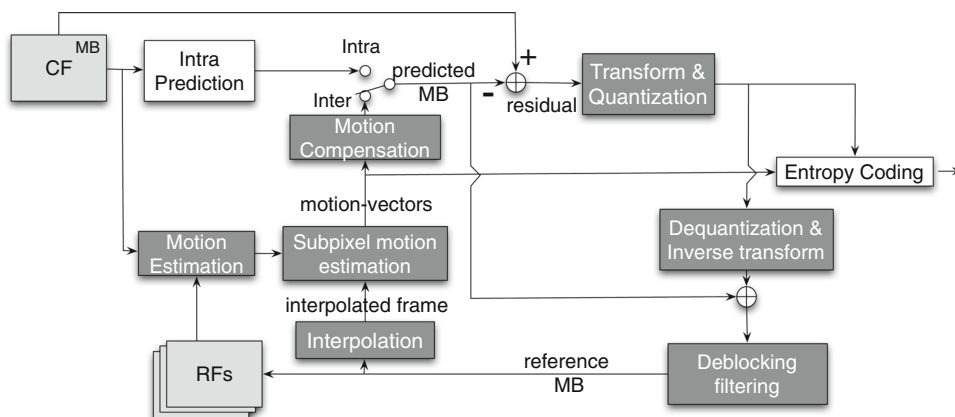 MB
CF
Intra
Prediction
Intra
Inter
predicted
MB
+
-
residual
Transform &
Quantization
Motion
Compensation
Entropy Coding
motion-vectors
Motion
Estimation
Subpixel motion
estimation
Dequantization &
Inverse transform
interpolated frame
Interpolation
RFs
reference
MB
Deblocking
filtering